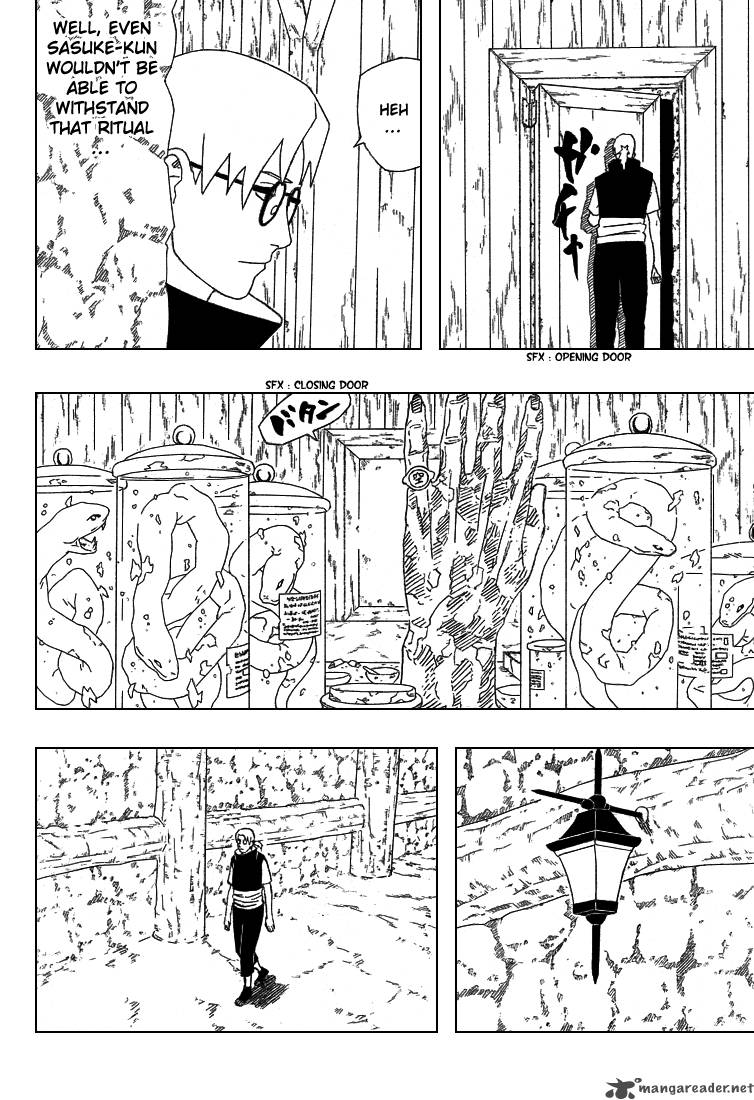 ガチャ
SFX : OPENING DOOR
HEH
...
WELL, EVEN
SASUKE-KUN
WOULDN'T BE
ABLE TO
WITHSTAND
THAT RITUAL
...
SFX : CLOSING DOOR
バタン
mangareader.net